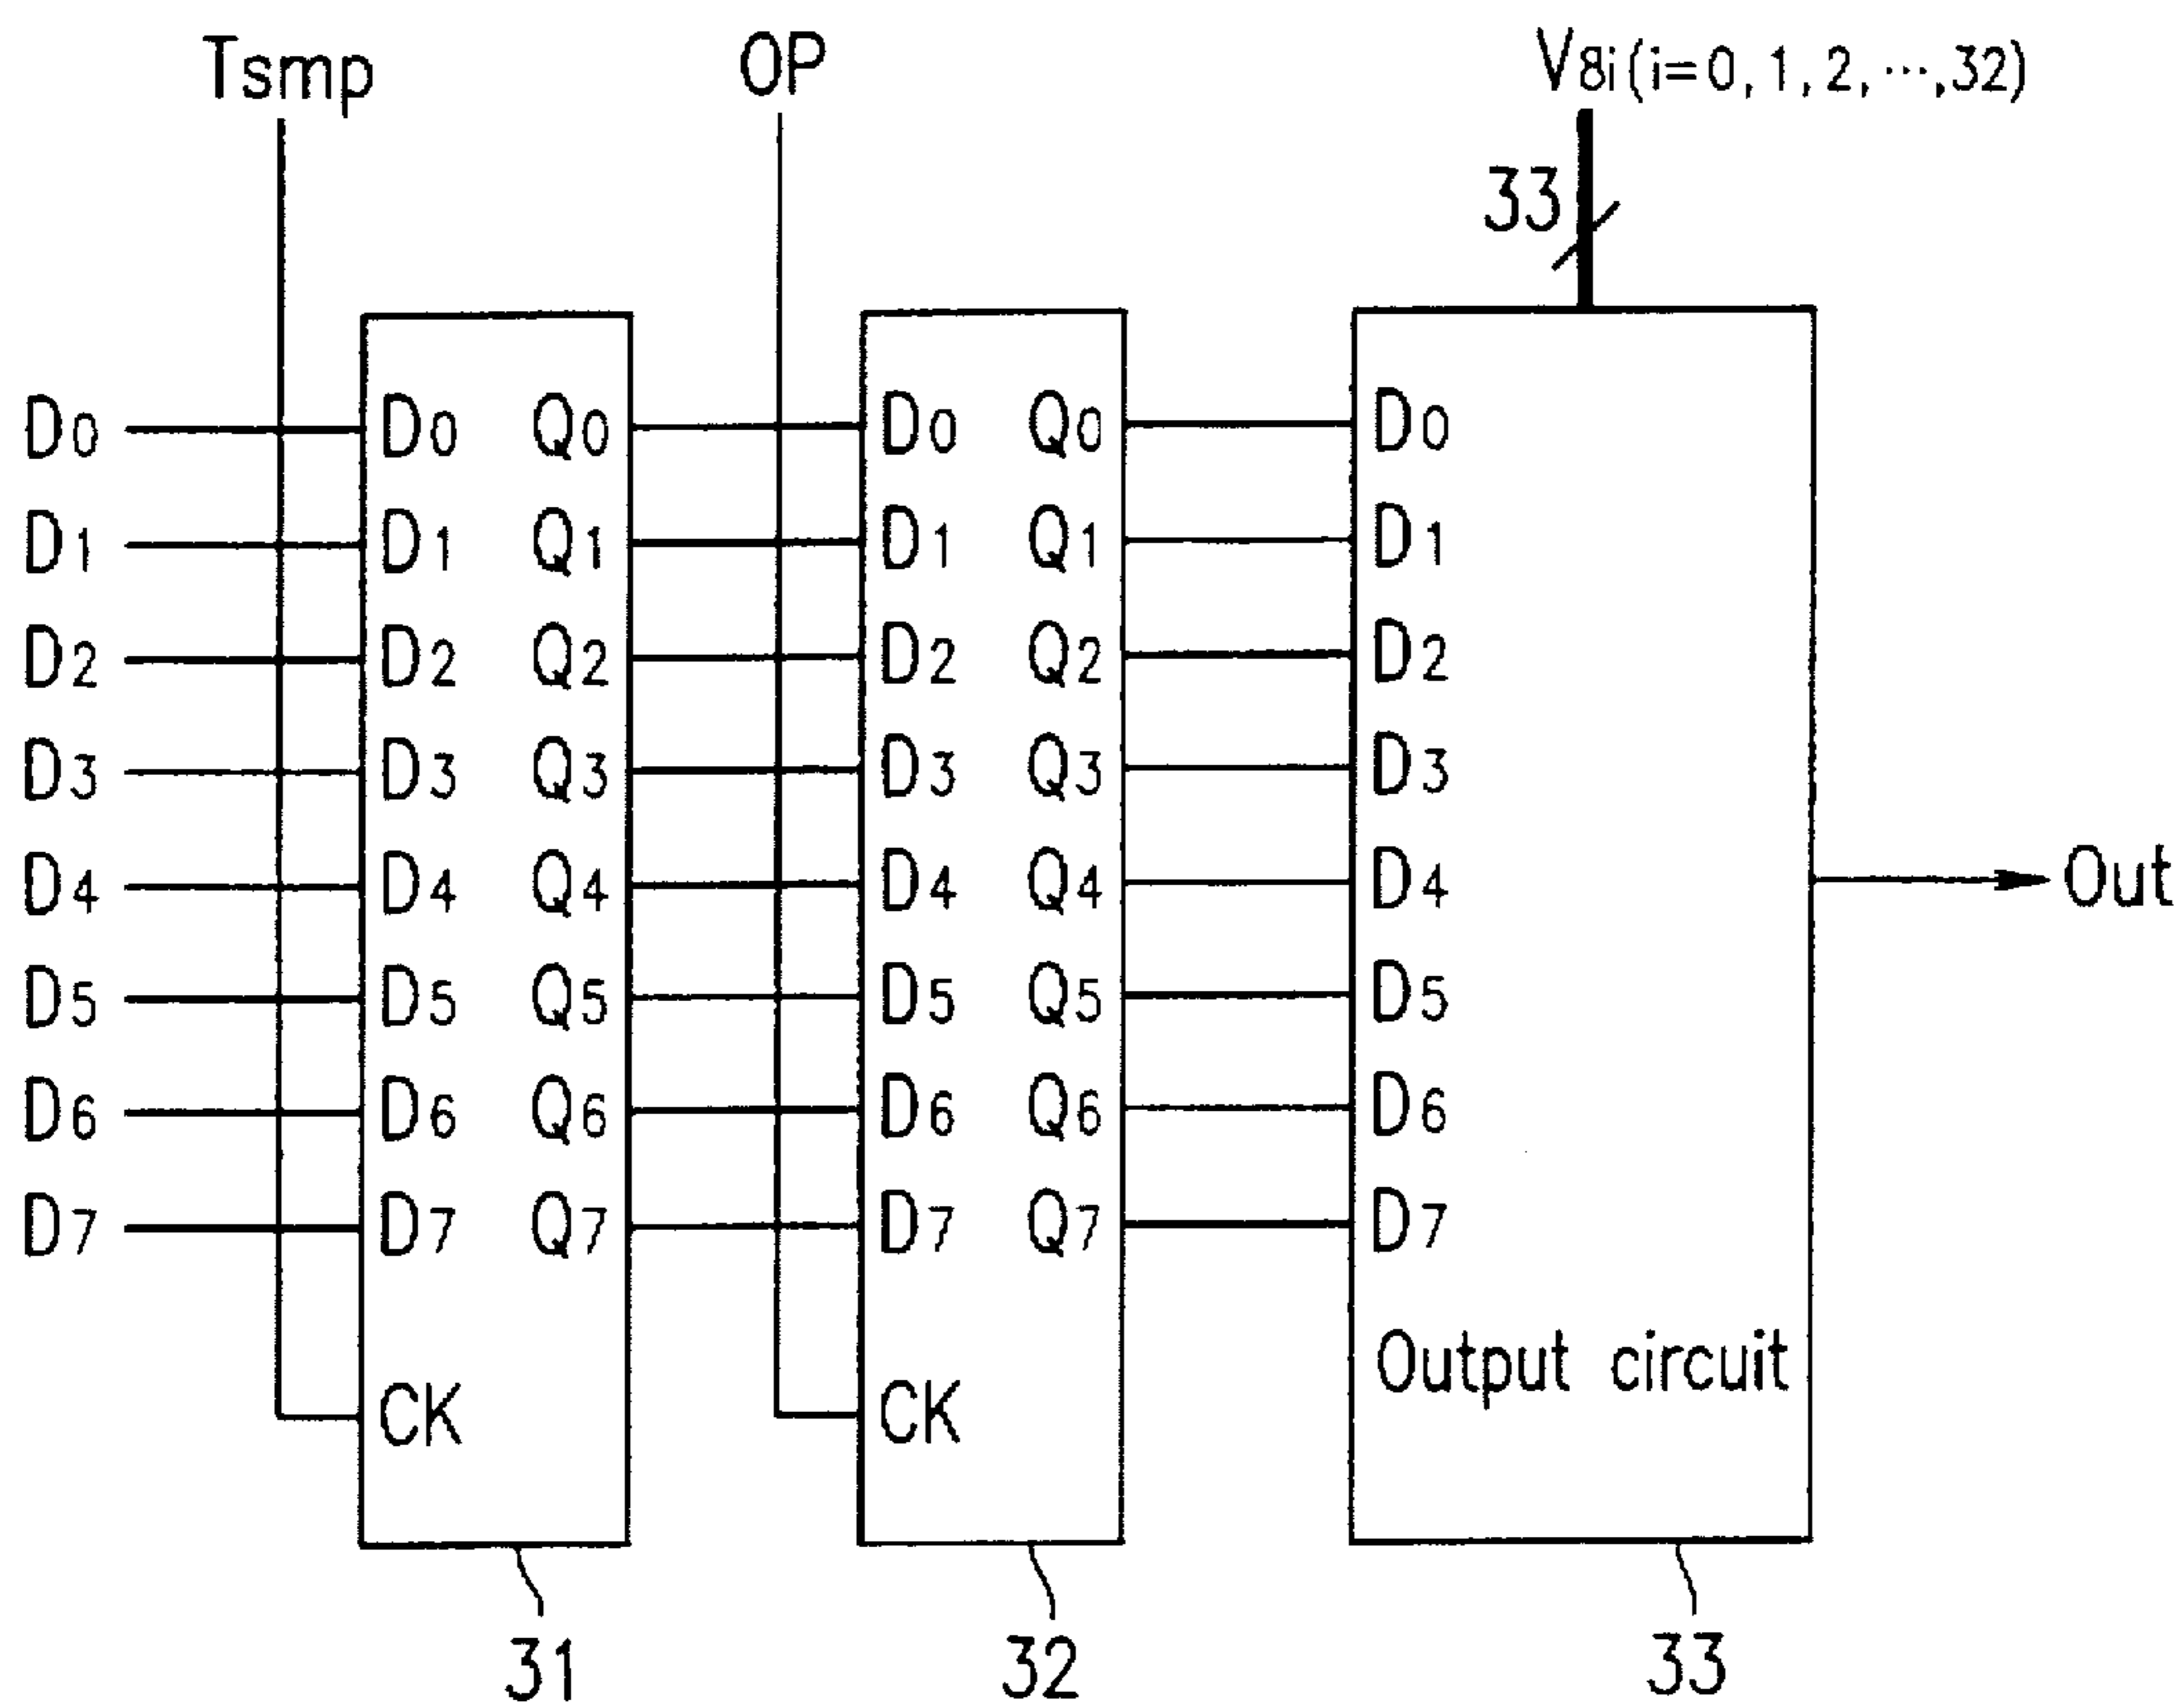 Tsmp OP V8i(i=0, 1, 2, ···, 32)
33
D0 D0 Q0 D0 Q0 D0
D1 D1 Q1 D1 Q1 D1
D2 D2 Q2 D2 Q2 D2
D3 D3 Q3 D3 Q3 D3
D4 D4 Q4 D4 Q4 D4 Out
D5 D5 Q5 D5 Q5 D5
D6 D6 Q6 D6 Q6 D6
D7 D7 Q7 D7 Q7 D7
Output circuit
CK CK
31 32 33